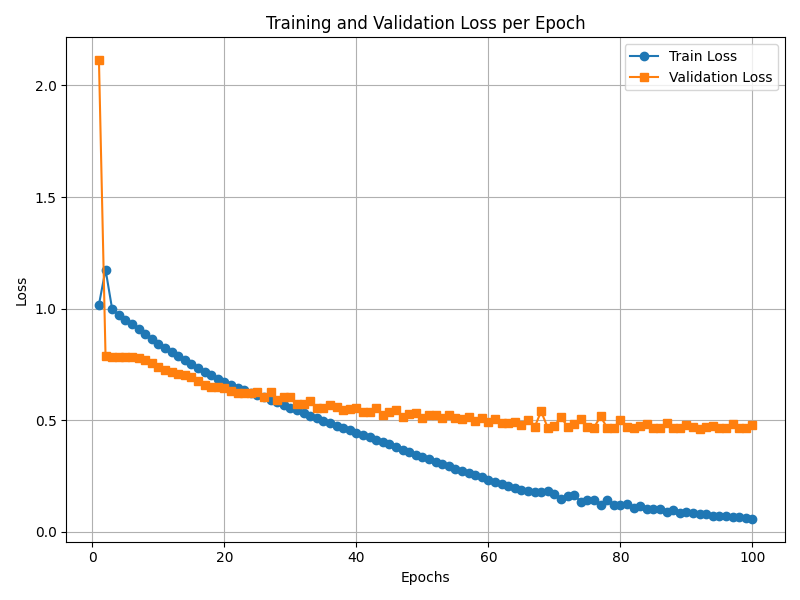 Training and Validation Loss per Epoch
Train Loss
Validation Loss
2.0
1.5
1.0
0.5
0.0
Loss
0 20 40 60 80 100
Epochs